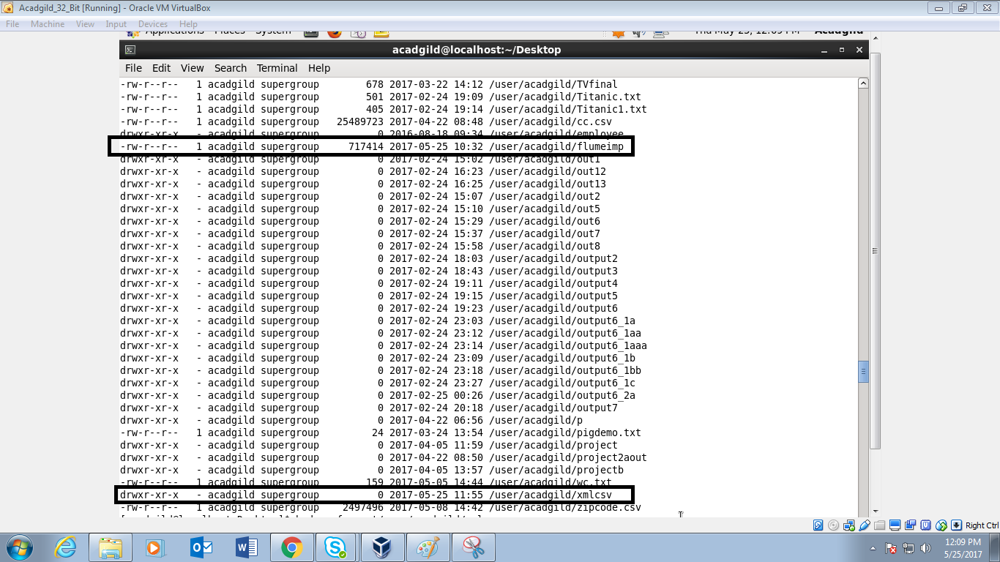 Acadgild_32_Bit [Running] - Oracle VM VirtualBox
File Machine View Input Devices Help
Applications Places System Thu May 25, 12:09 PM Acadgild
acadgild@localhost:~/Desktop
File Edit View Search Terminal Help
-rw-r--r-- 1 acadgild supergroup 678 2017-03-22 14:12 /user/acadgild/TVfinal
-rw-r--r-- 1 acadgild supergroup 501 2017-02-24 19:09 /user/acadgild/Titanic.txt
-rw-r--r-- 1 acadgild supergroup 405 2017-02-24 19:14 /user/acadgild/Titanic1.txt
-rw-r--r-- 1 acadgild supergroup 25489723 2017-04-22 08:48 /user/acadgild/cc.csv
drwxr-xr-x - acadgild supergroup 0 2016-08-18 09:34 /user/acadgild/employee
-rw-r--r-- 1 acadgild supergroup 717414 2017-05-25 10:32 /user/acadgild/flumeimp
drwxr-xr-x - acadgild supergroup 0 2017-02-24 15:02 /user/acadgild/out1
drwxr-xr-x - acadgild supergroup 0 2017-02-24 16:23 /user/acadgild/out12
drwxr-xr-x - acadgild supergroup 0 2017-02-24 16:25 /user/acadgild/out13
drwxr-xr-x - acadgild supergroup 0 2017-02-24 15:07 /user/acadgild/out2
drwxr-xr-x - acadgild supergroup 0 2017-02-24 15:10 /user/acadgild/out5
drwxr-xr-x - acadgild supergroup 0 2017-02-24 15:29 /user/acadgild/out6
drwxr-xr-x - acadgild supergroup 0 2017-02-24 15:37 /user/acadgild/out7
drwxr-xr-x - acadgild supergroup 0 2017-02-24 15:58 /user/acadgild/out8
drwxr-xr-x - acadgild supergroup 0 2017-02-24 18:03 /user/acadgild/output2
drwxr-xr-x - acadgild supergroup 0 2017-02-24 18:43 /user/acadgild/output3
drwxr-xr-x - acadgild supergroup 0 2017-02-24 19:11 /user/acadgild/output4
drwxr-xr-x - acadgild supergroup 0 2017-02-24 19:15 /user/acadgild/output5
drwxr-xr-x - acadgild supergroup 0 2017-02-24 19:23 /user/acadgild/output6
drwxr-xr-x - acadgild supergroup 0 2017-02-24 23:03 /user/acadgild/output6_1a
drwxr-xr-x - acadgild supergroup 0 2017-02-24 23:12 /user/acadgild/output6_1aa
drwxr-xr-x - acadgild supergroup 0 2017-02-24 23:14 /user/acadgild/output6_1aaa
drwxr-xr-x - acadgild supergroup 0 2017-02-24 23:09 /user/acadgild/output6_1b
drwxr-xr-x - acadgild supergroup 0 2017-02-24 23:18 /user/acadgild/output6_1bb
drwxr-xr-x - acadgild supergroup 0 2017-02-24 23:27 /user/acadgild/output6_1c
drwxr-xr-x - acadgild supergroup 0 2017-02-25 00:26 /user/acadgild/output6_2a
drwxr-xr-x - acadgild supergroup 0 2017-02-24 20:18 /user/acadgild/output7
drwxr-xr-x - acadgild supergroup 0 2017-04-22 06:56 /user/acadgild/p
-rw-r--r-- 1 acadgild supergroup 24 2017-03-24 13:54 /user/acadgild/pigdemo.txt
drwxr-xr-x - acadgild supergroup 0 2017-04-05 11:59 /user/acadgild/project
drwxr-xr-x - acadgild supergroup 0 2017-04-22 08:50 /user/acadgild/project2aout
drwxr-xr-x - acadgild supergroup 0 2017-04-05 13:57 /user/acadgild/projectb
-rw-r--r-- 1 acadgild supergroup 159 2017-05-05 14:44 /user/acadgild/wc.txt
drwxr-xr-x - acadgild supergroup 0 2017-05-25 11:55 /user/acadgild/xmlcsv
-rw-r--r-- 1 acadgild supergroup 2497496 2017-05-08 14:42 /user/acadgild/zipcode.csv
Right Ctrl
12:09 PM
5/25/2017